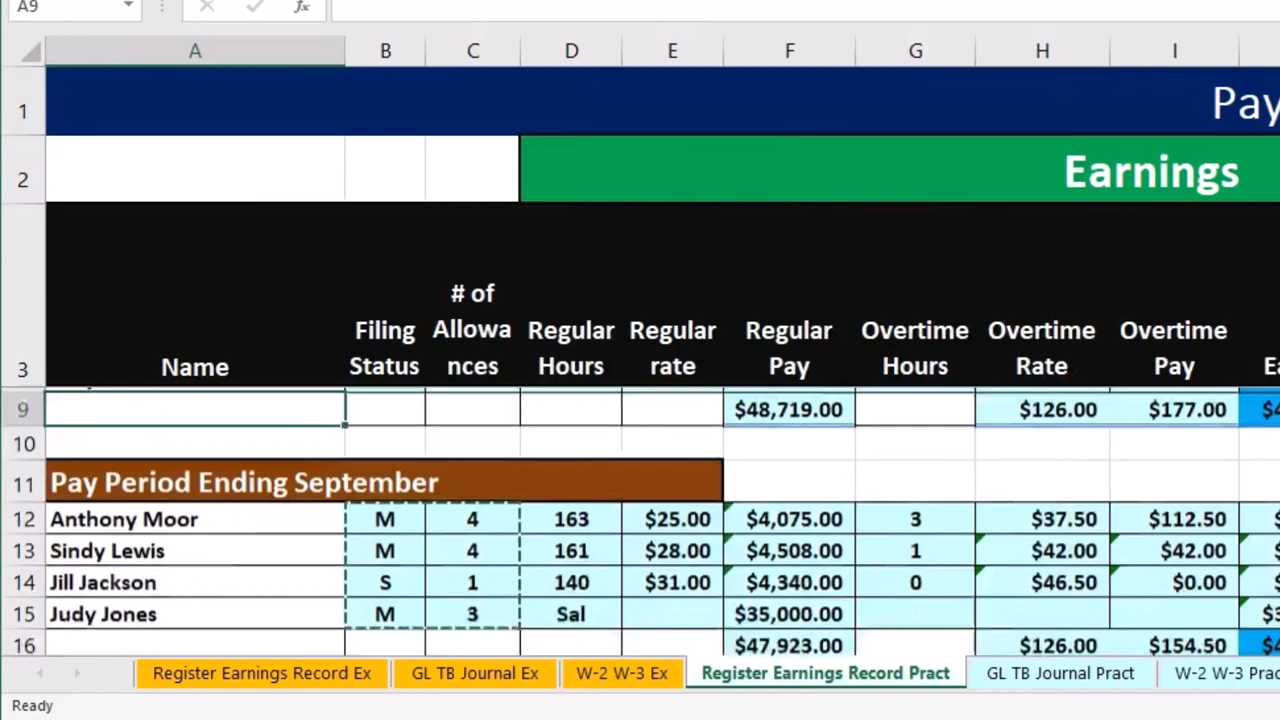 A9 fx
A B C D E F G H I
1 Pay
2 Earnings
3 Name Filing Status # of Allowa nces Regular Hours Regular rate Regular Pay Overtime Hours Overtime Rate Overtime Pay
9 $48,719.00 $126.00 $177.00
10
11 Pay Period Ending September
12 Anthony Moor M 4 163 $25.00 $4,075.00 3 $37.50 $112.50
13 Sindy Lewis M 4 161 $28.00 $4,508.00 1 $42.00 $42.00
14 Jill Jackson S 1 140 $31.00 $4,340.00 0 $46.50 $0.00
15 Judy Jones M 3 Sal $35,000.00
16 $47,923.00 $126.00 $154.50
Register Earnings Record Ex GL TB Journal Ex W-2 W-3 Ex Register Earnings Record Pract GL TB Journal Pract W-2 W-3 Prac
Ready